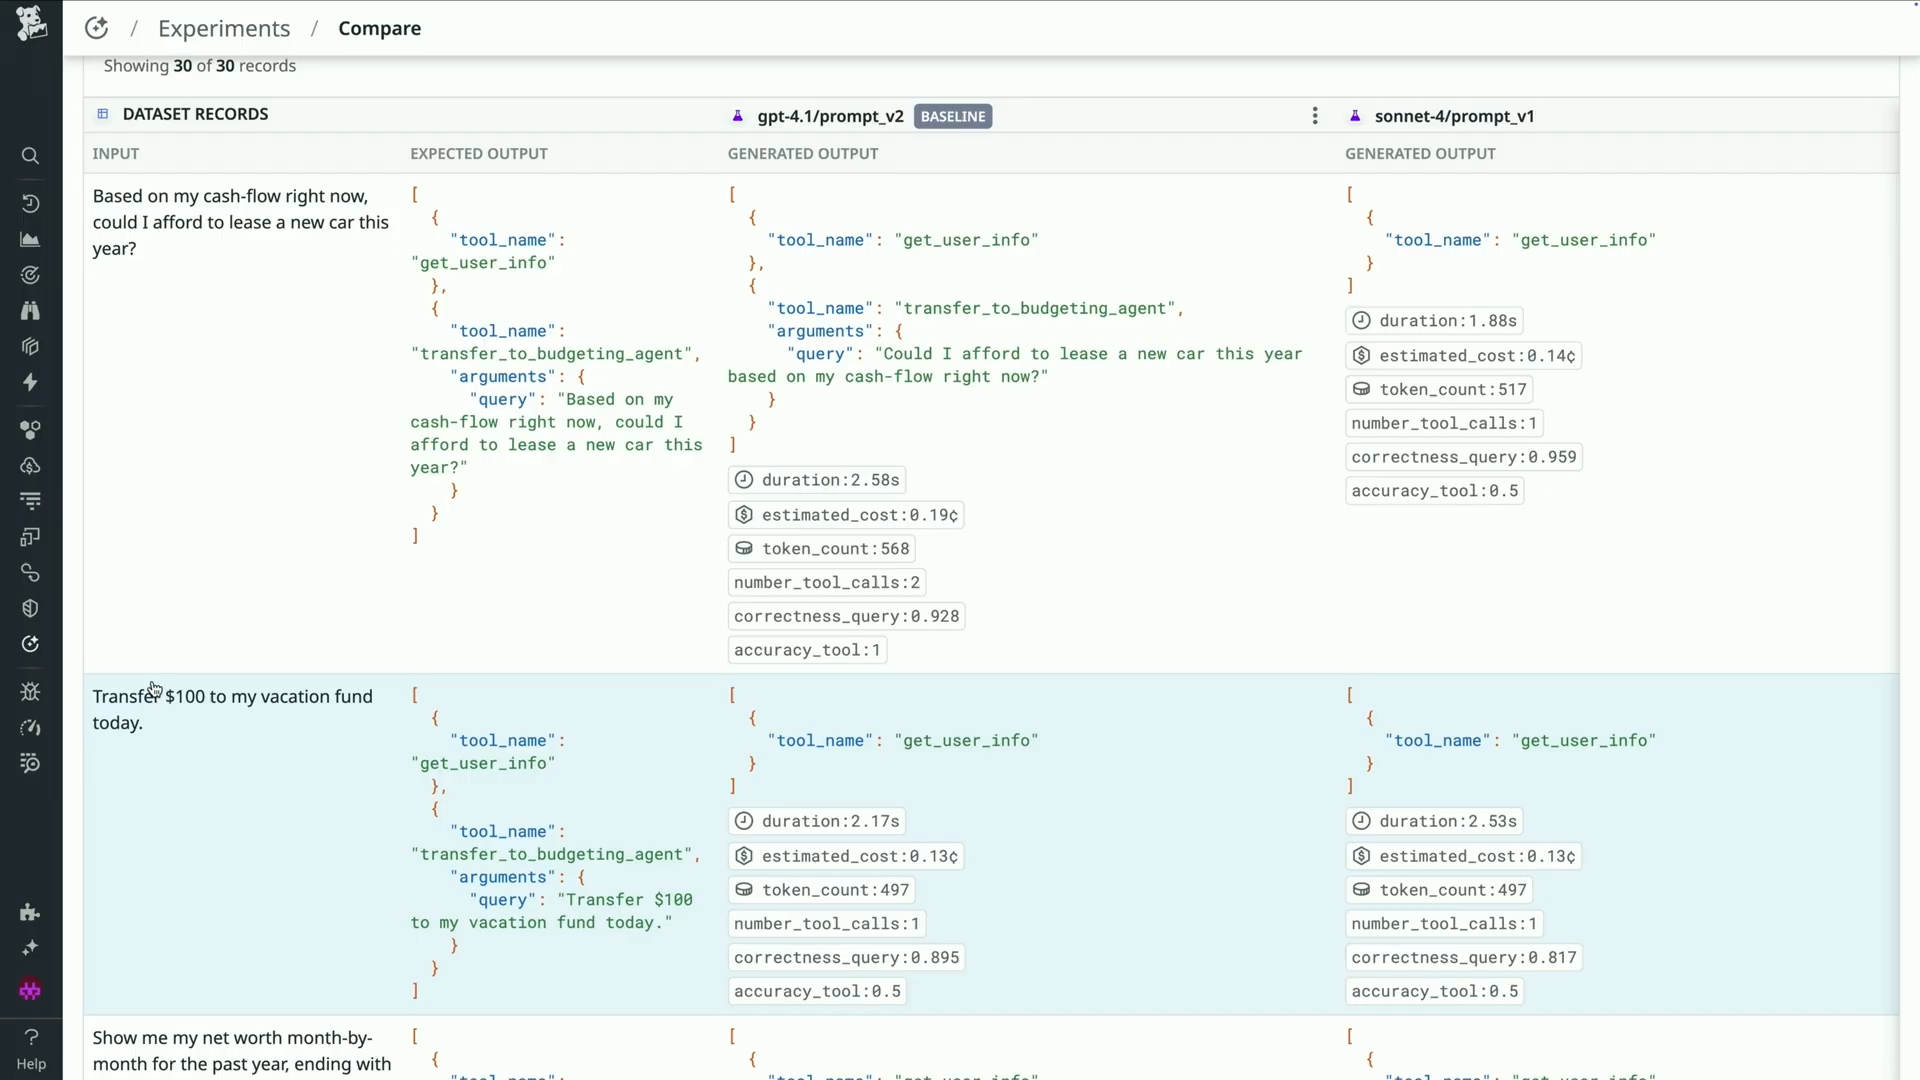 / Experiments / Compare
Showing 30 of 30 records
DATASET RECORDS
gpt-4.1/prompt_v2 BASELINE
sonnet-4/prompt_v1
INPUT
EXPECTED OUTPUT
GENERATED OUTPUT
GENERATED OUTPUT
Based on my cash-flow right now,
could I afford to lease a new car this
year?
[
{
"tool_name":
"get_user_info"
},
{
"tool_name":
"transfer_to_budgeting_agent",
"arguments": {
"query": "Based on my
cash-flow right now, could I
afford to lease a new car this
year?"
}
}
]
[
{
"tool_name": "get_user_info"
},
{
"tool_name": "transfer_to_budgeting_agent",
"arguments": {
"query": "Could I afford to lease a new car this year
based on my cash-flow right now?"
}
}
]
duration:2.58s
estimated_cost:0.19¢
token_count:568
number_tool_calls:2
correctness_query:0.928
accuracy_tool:1
[
{
"tool_name": "get_user_info"
}
]
duration:1.88s
estimated_cost:0.14¢
token_count:517
number_tool_calls:1
correctness_query:0.959
accuracy_tool:0.5
Transfer $100 to my vacation fund
today.
[
{
"tool_name":
"get_user_info"
},
{
"tool_name":
"transfer_to_budgeting_agent",
"arguments": {
"query": "Transfer $100
to my vacation fund today."
}
}
]
[
{
"tool_name": "get_user_info"
}
]
duration:2.17s
estimated_cost:0.13¢
token_count:497
number_tool_calls:1
correctness_query:0.895
accuracy_tool:0.5
[
{
"tool_name": "get_user_info"
}
]
duration:2.53s
estimated_cost:0.13¢
token_count:497
number_tool_calls:1
correctness_query:0.817
accuracy_tool:0.5
Show me my net worth month-by-
month for the past year, ending with
[
{
[
{
[
{
Help